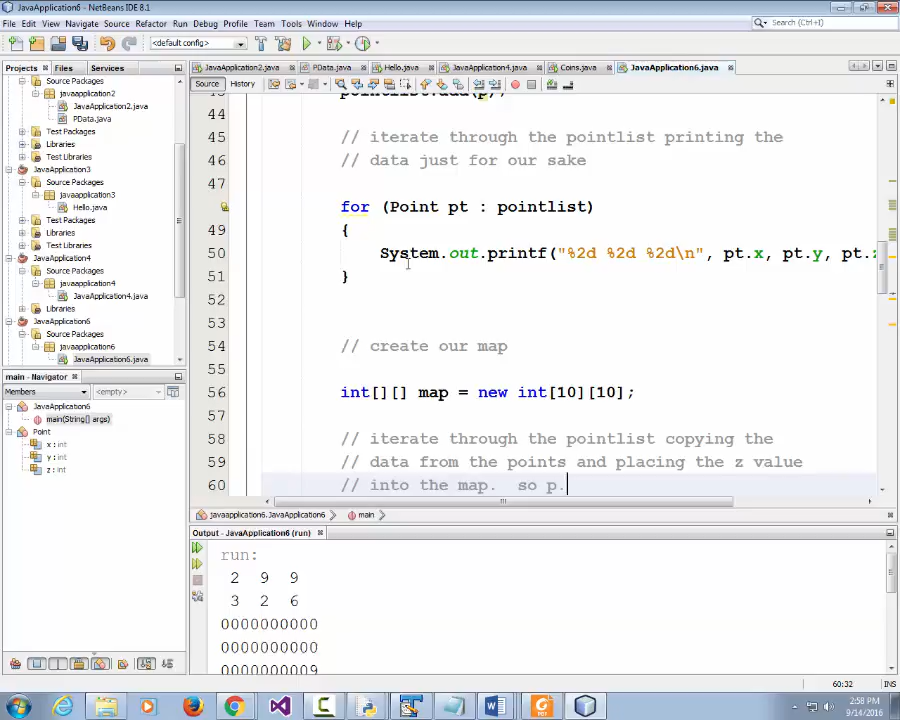 JavaApplication6 - NetBeans IDE 8.1
File Edit View Navigate Source Refactor Run Debug Profile Team Tools Window Help
Search (Ctrl+I)
<default config>
Projects Files Services
JavaApplication2.java PData.java Hello.java JavaApplication4.java Coins.java JavaApplication6.java
Source History
Source Packages
javaapplication2
JavaApplication2.java
PData.java
Test Packages
Libraries
Test Libraries
JavaApplication3
Source Packages
javaapplication3
Hello.java
Test Packages
Libraries
Test Libraries
JavaApplication4
Source Packages
javaapplication4
JavaApplication4.java
Libraries
JavaApplication6
Source Packages
javaapplication6
JavaApplication6.java
pointlist.add(p);
44
45 // iterate through the pointlist printing the
46 // data just for our sake
47
for (Point pt : pointlist)
49 {
50 System.out.printf("%2d %2d %2d\n", pt.x, pt.y, pt.z
51 }
52
53
54 // create our map
55
56 int[][] map = new int[10][10];
57
58 // iterate through the pointlist copying the
59 // data from the points and placing the z value
60 // into the map.  so p.
main - Navigator
Members <empty>
JavaApplication6
main(String[] args)
Point
x : int
y : int
z : int
javaapplication6.JavaApplication6 main
Output - JavaApplication6 (run)
run:
2 9 9
3 2 6
0000000000
0000000000
0000000009
60:32 INS
2:58 PM
9/14/2016